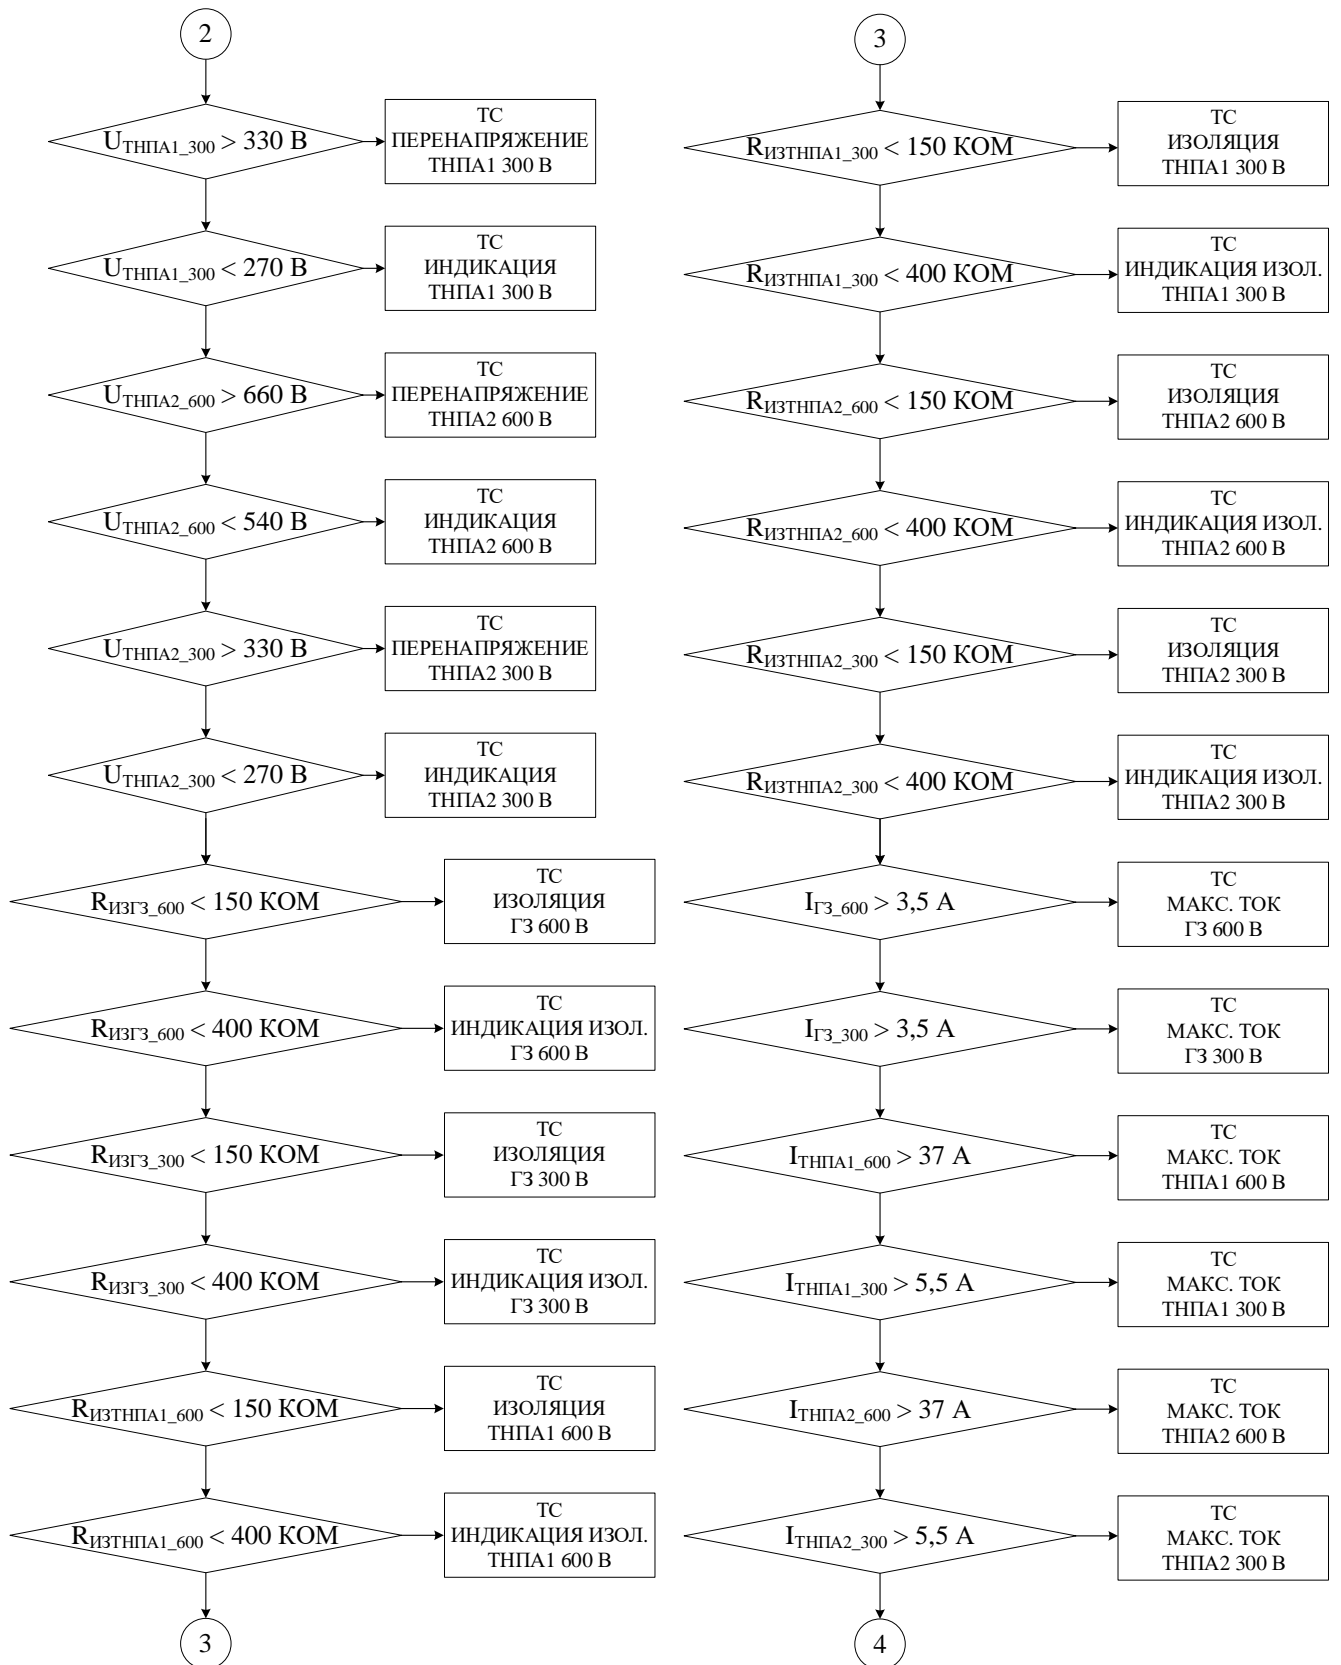 2
U_ТНПА1_300 > 330 В
ТС
ПЕРЕНАПРЯЖЕНИЕ
ТНПА1 300 В
U_ТНПА1_300 < 270 В
ТС
ИНДИКАЦИЯ
ТНПА1 300 В
U_ТНПА2_600 > 660 В
ТС
ПЕРЕНАПРЯЖЕНИЕ
ТНПА2 600 В
U_ТНПА2_600 < 540 В
ТС
ИНДИКАЦИЯ
ТНПА2 600 В
U_ТНПА2_300 > 330 В
ТС
ПЕРЕНАПРЯЖЕНИЕ
ТНПА2 300 В
U_ТНПА2_300 < 270 В
ТС
ИНДИКАЦИЯ
ТНПА2 300 В
R_ИЗГЗ_600 < 150 КОМ
ТС
ИЗОЛЯЦИЯ
ГЗ 600 В
R_ИЗГЗ_600 < 400 КОМ
ТС
ИНДИКАЦИЯ ИЗОЛ.
ГЗ 600 В
R_ИЗГЗ_300 < 150 КОМ
ТС
ИЗОЛЯЦИЯ
ГЗ 300 В
R_ИЗГЗ_300 < 400 КОМ
ТС
ИНДИКАЦИЯ ИЗОЛ.
ГЗ 300 В
R_ИЗТНПА1_600 < 150 КОМ
ТС
ИЗОЛЯЦИЯ
ТНПА1 600 В
R_ИЗТНПА1_600 < 400 КОМ
ТС
ИНДИКАЦИЯ ИЗОЛ.
ТНПА1 600 В
3
3
R_ИЗТНПА1_300 < 150 КОМ
ТС
ИЗОЛЯЦИЯ
ТНПА1 300 В
R_ИЗТНПА1_300 < 400 КОМ
ТС
ИНДИКАЦИЯ ИЗОЛ.
ТНПА1 300 В
R_ИЗТНПА2_600 < 150 КОМ
ТС
ИЗОЛЯЦИЯ
ТНПА2 600 В
R_ИЗТНПА2_600 < 400 КОМ
ТС
ИНДИКАЦИЯ ИЗОЛ.
ТНПА2 600 В
R_ИЗТНПА2_300 < 150 КОМ
ТС
ИЗОЛЯЦИЯ
ТНПА2 300 В
R_ИЗТНПА2_300 < 400 КОМ
ТС
ИНДИКАЦИЯ ИЗОЛ.
ТНПА2 300 В
I_ГЗ_600 > 3,5 А
ТС
МАКС. ТОК
ГЗ 600 В
I_ГЗ_300 > 3,5 А
ТС
МАКС. ТОК
ГЗ 300 В
I_ТНПА1_600 > 37 А
ТС
МАКС. ТОК
ТНПА1 600 В
I_ТНПА1_300 > 5,5 А
ТС
МАКС. ТОК
ТНПА1 300 В
I_ТНПА2_600 > 37 А
ТС
МАКС. ТОК
ТНПА2 600 В
I_ТНПА2_300 > 5,5 А
ТС
МАКС. ТОК
ТНПА2 300 В
4